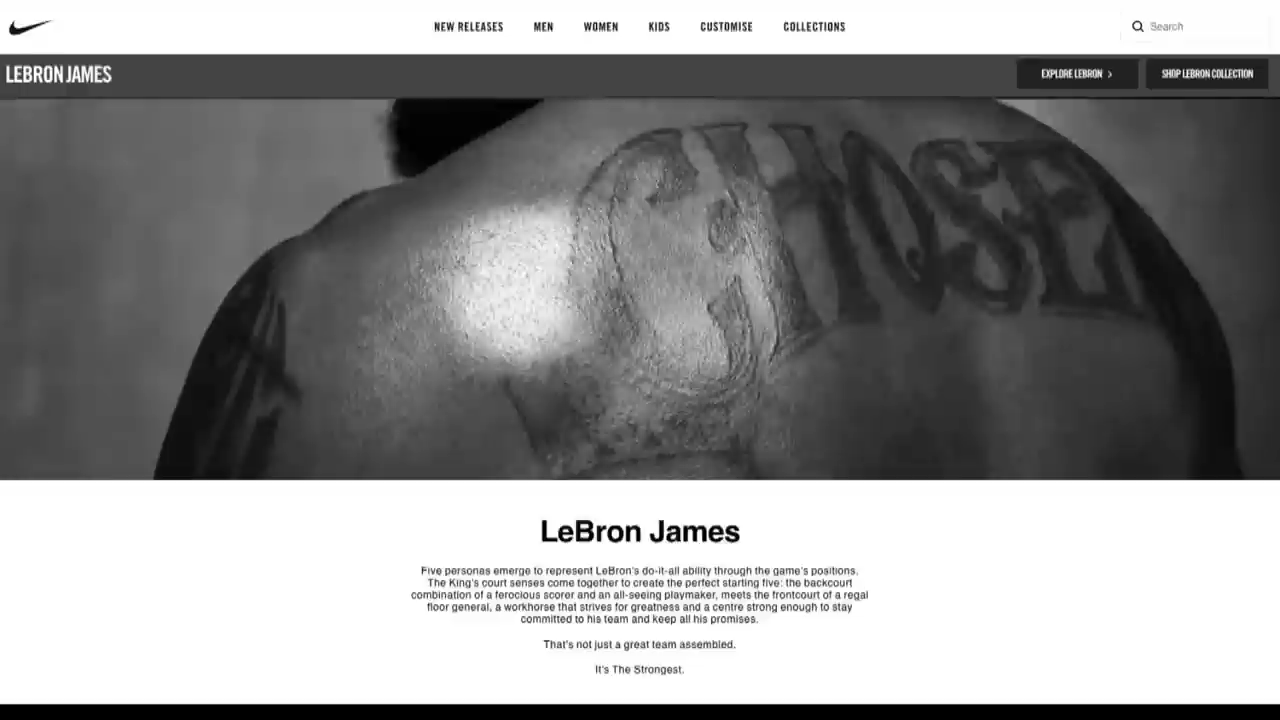 NEW RELEASES MEN WOMEN KIDS CUSTOMISE COLLECTIONS Search
LEBRON JAMES EXPLORE LEBRON > SHOP LEBRON COLLECTION
CHOSE
LeBron James
Five personas emerge to represent LeBron's do-it-all ability through the game's positions.
The King's court senses come together to create the perfect starting five: the backcourt
combination of a ferocious scorer and an all-seeing playmaker, meets the frontcourt of a regal
floor general, a workhorse that strives for greatness and a centre strong enough to stay
committed to his team and keep all his promises.
That's not just a great team assembled.
It's The Strongest.